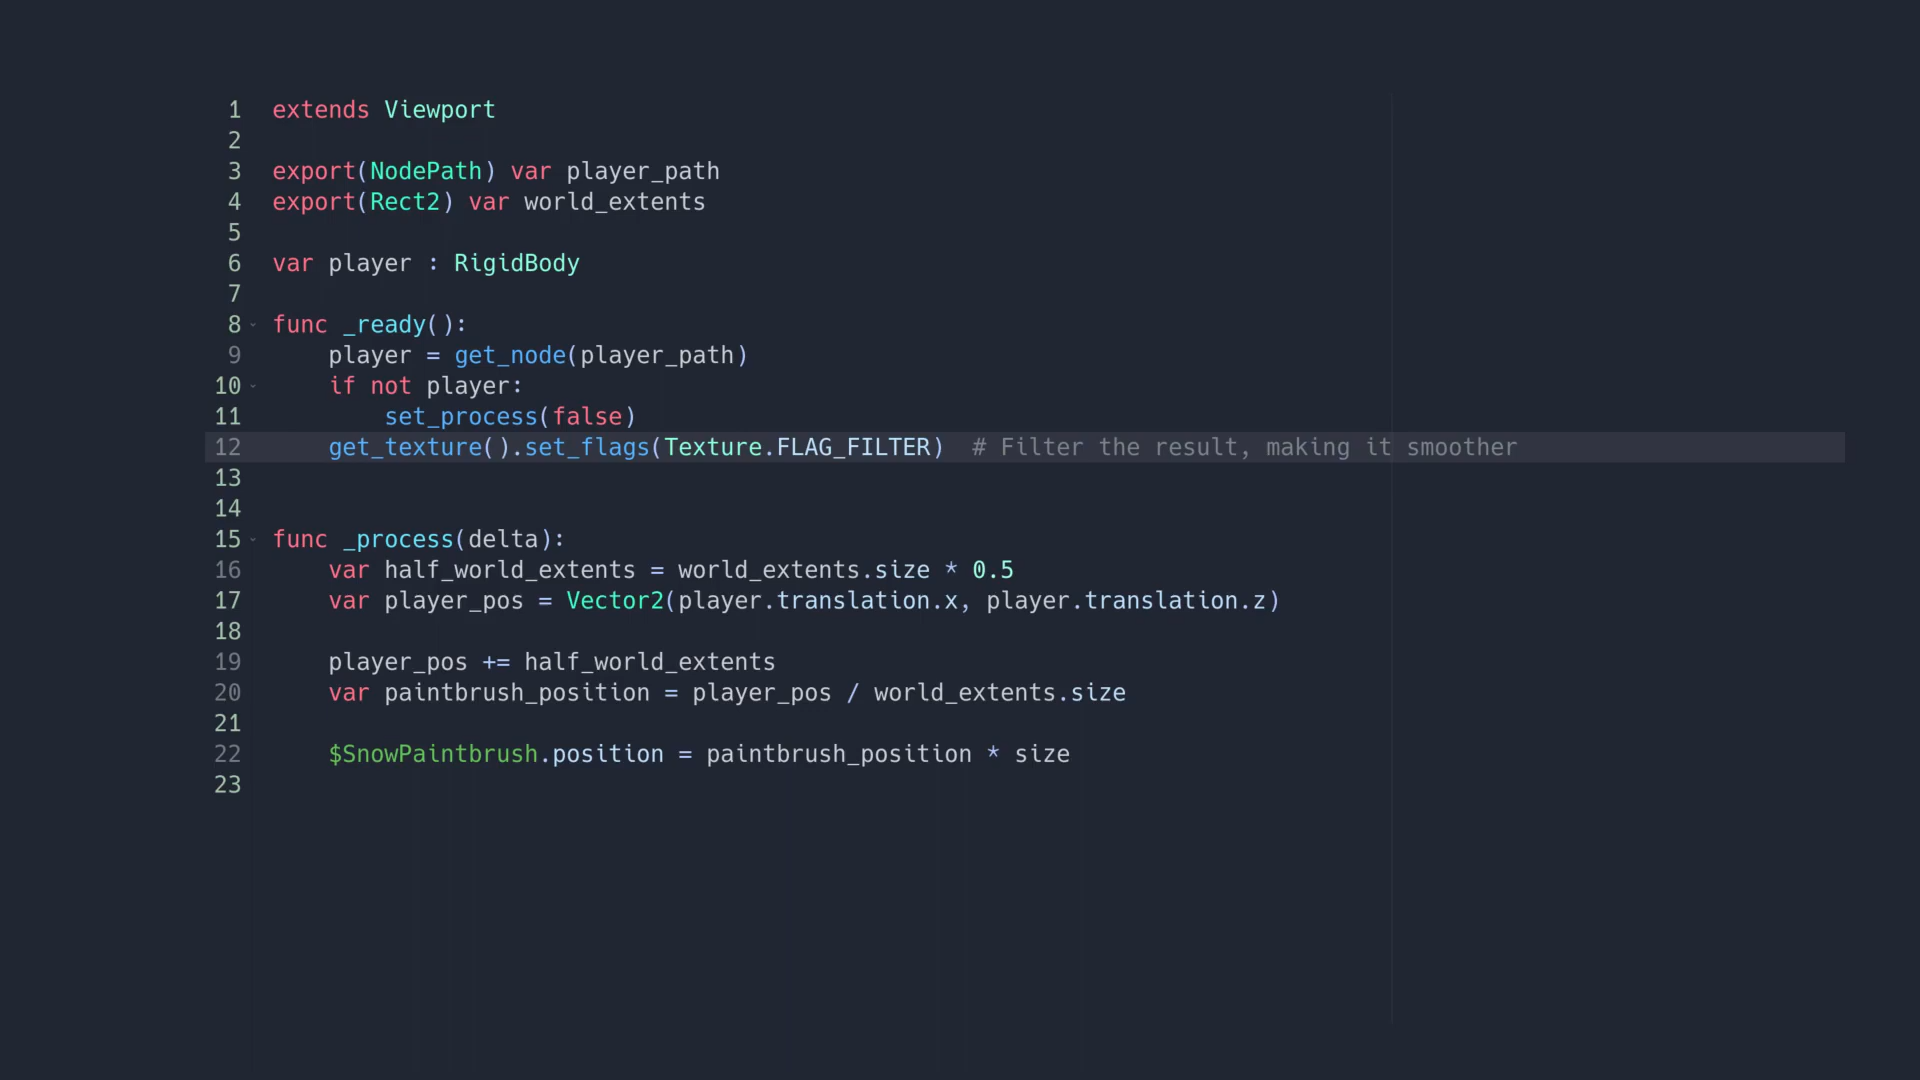 1 extends Viewport
2
3 export(NodePath) var player_path
4 export(Rect2) var world_extents
5
6 var player : RigidBody
7
8 func _ready():
9     player = get_node(player_path)
10     if not player:
11         set_process(false)
12     get_texture().set_flags(Texture.FLAG_FILTER)  # Filter the result, making it smoother
13
14
15 func _process(delta):
16     var half_world_extents = world_extents.size * 0.5
17     var player_pos = Vector2(player.translation.x, player.translation.z)
18
19     player_pos += half_world_extents
20     var paintbrush_position = player_pos / world_extents.size
21
22     $SnowPaintbrush.position = paintbrush_position * size
23